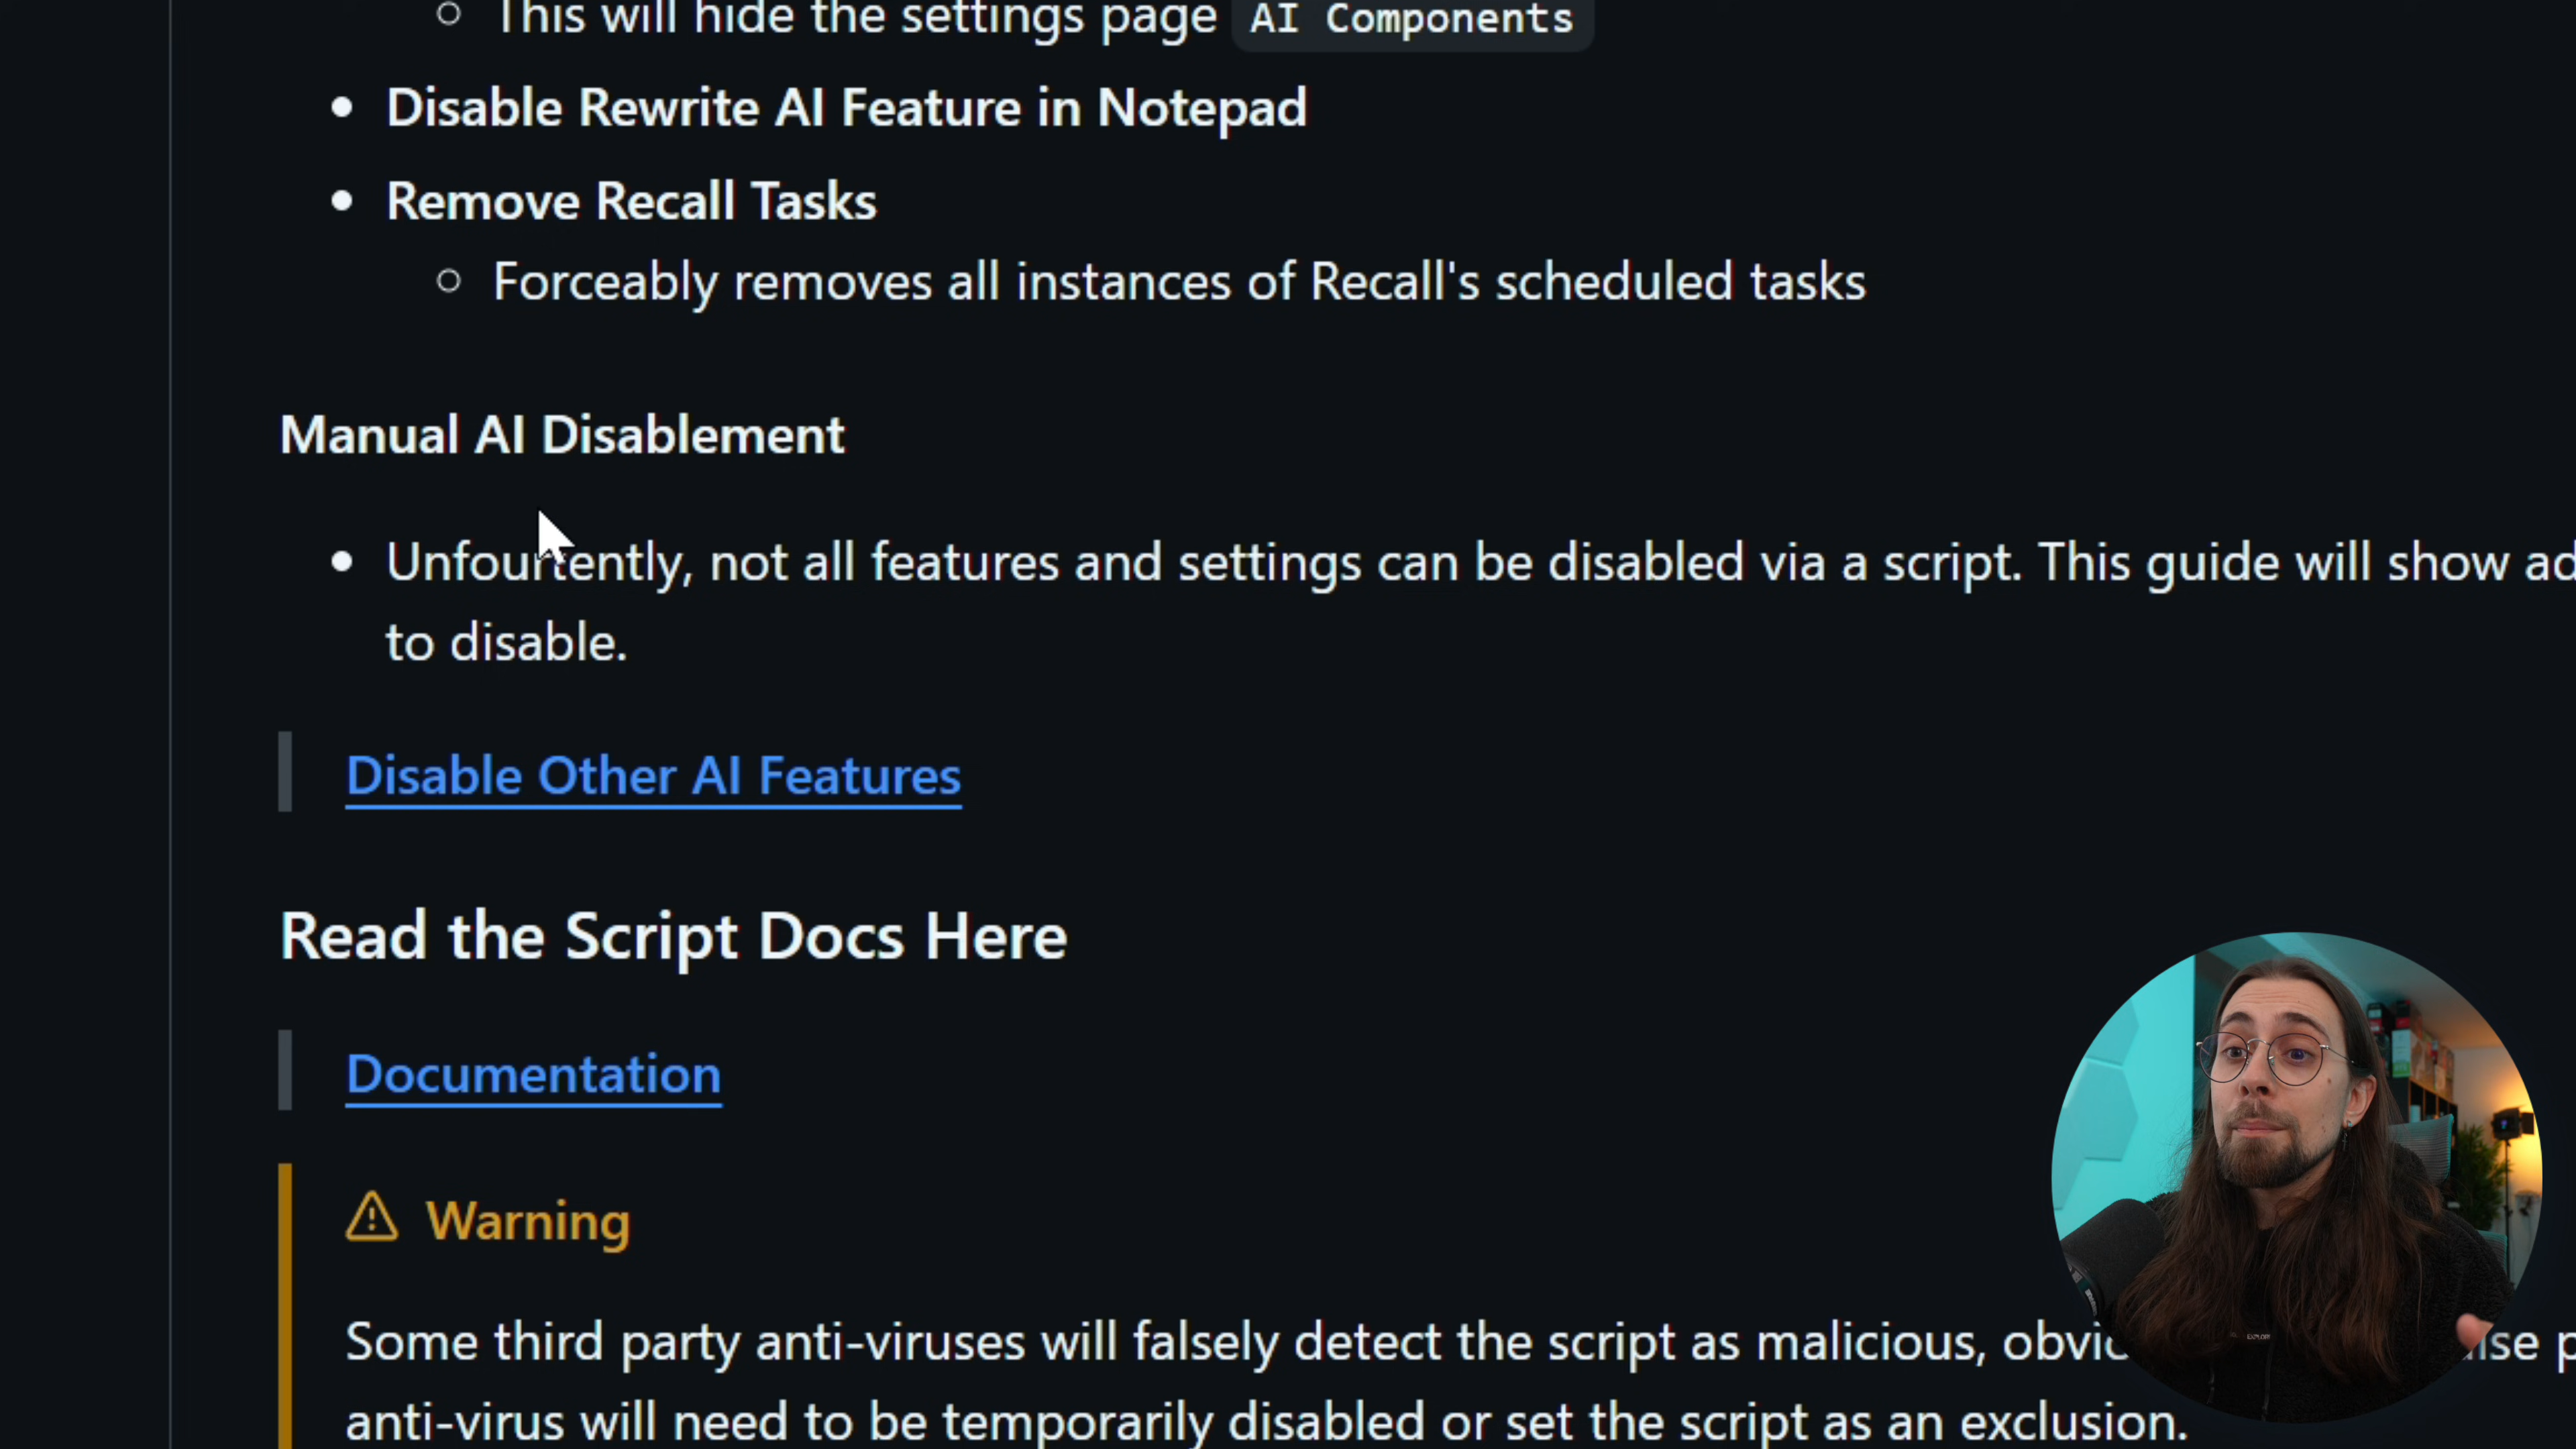 This will hide the settings page AI Components
Disable Rewrite AI Feature in Notepad
Remove Recall Tasks
Forceably removes all instances of Recall's scheduled tasks
Manual AI Disablement
Unfourtently, not all features and settings can be disabled via a script. This guide will show ad
to disable.
Disable Other AI Features
Read the Script Docs Here
Documentation
Warning
Some third party anti-viruses will falsely detect the script as malicious, obvi
anti-virus will need to be temporarily disabled or set the script as an exclusion.